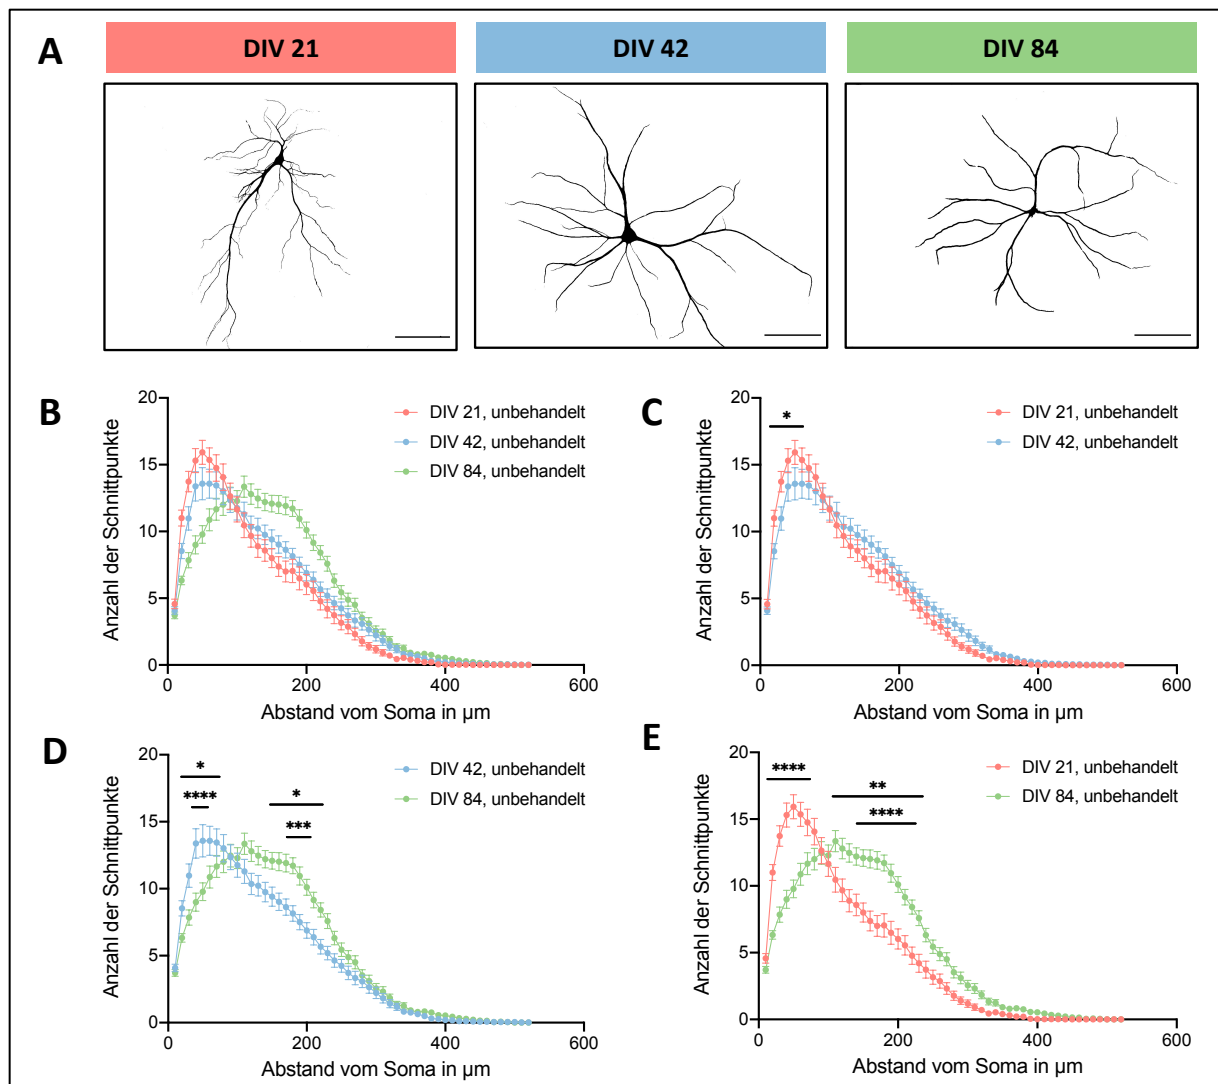 A
DIV 21
DIV 42
DIV 84
B
20
15
10
5
0
0
200
400
600
Anzahl der Schnittpunkte
Abstand vom Soma in µm
DIV 21, unbehandelt
DIV 42, unbehandelt
DIV 84, unbehandelt
C
20
15
10
5
0
0
200
400
600
Anzahl der Schnittpunkte
Abstand vom Soma in µm
*
DIV 21, unbehandelt
DIV 42, unbehandelt
D
20
15
10
5
0
0
200
400
600
Anzahl der Schnittpunkte
Abstand vom Soma in µm
*
****
*
***
DIV 42, unbehandelt
DIV 84, unbehandelt
E
20
15
10
5
0
0
200
400
600
Anzahl der Schnittpunkte
Abstand vom Soma in µm
****
**
****
DIV 21, unbehandelt
DIV 84, unbehandelt